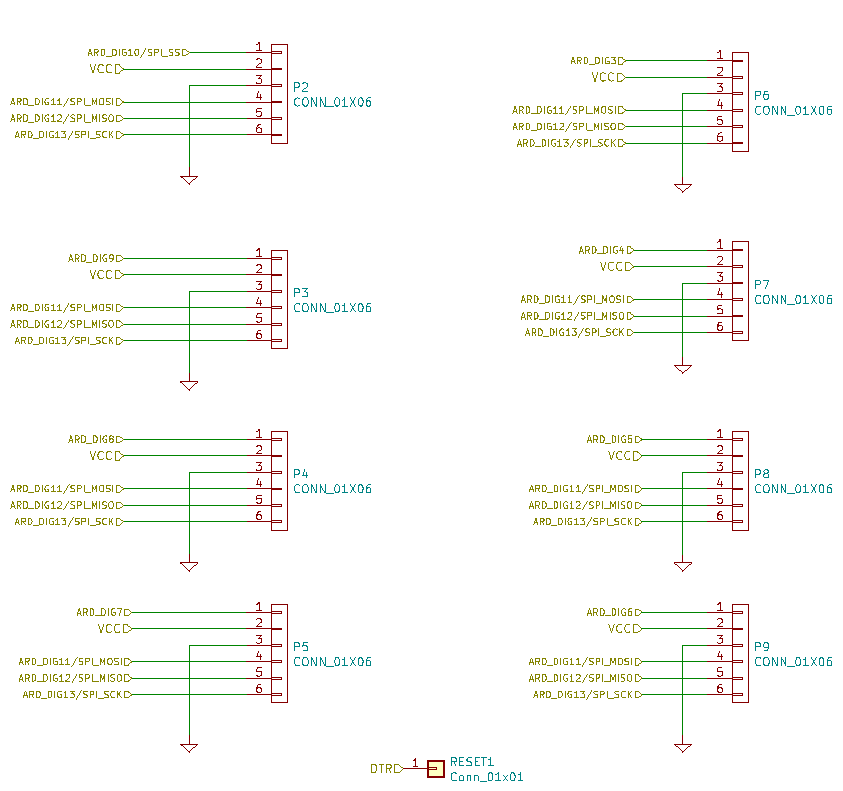 ARD_DIG10/SPI_SS 1
VCC 2
3 P2
ARD_DIG11/SPI_MOSI 4 CONN_01X06
ARD_DIG12/SPI_MISO 5
ARD_DIG13/SPI_SCK 6
ARD_DIG3 1
VCC 2
3 P6
ARD_DIG11/SPI_MOSI 4 CONN_01X06
ARD_DIG12/SPI_MISO 5
ARD_DIG13/SPI_SCK 6
ARD_DIG9 1
VCC 2
3 P3
ARD_DIG11/SPI_MOSI 4 CONN_01X06
ARD_DIG12/SPI_MISO 5
ARD_DIG13/SPI_SCK 6
ARD_DIG4 1
VCC 2
3 P7
ARD_DIG11/SPI_MOSI 4 CONN_01X06
ARD_DIG12/SPI_MISO 5
ARD_DIG13/SPI_SCK 6
ARD_DIG8 1
VCC 2
3 P4
ARD_DIG11/SPI_MOSI 4 CONN_01X06
ARD_DIG12/SPI_MISO 5
ARD_DIG13/SPI_SCK 6
ARD_DIG5 1
VCC 2
3 P8
ARD_DIG11/SPI_MOSI 4 CONN_01X06
ARD_DIG12/SPI_MISO 5
ARD_DIG13/SPI_SCK 6
ARD_DIG7 1
VCC 2
3 P5
ARD_DIG11/SPI_MOSI 4 CONN_01X06
ARD_DIG12/SPI_MISO 5
ARD_DIG13/SPI_SCK 6
ARD_DIG6 1
VCC 2
3 P9
ARD_DIG11/SPI_MOSI 4 CONN_01X06
ARD_DIG12/SPI_MISO 5
ARD_DIG13/SPI_SCK 6
DTR 1 RESET1
Conn_01x01